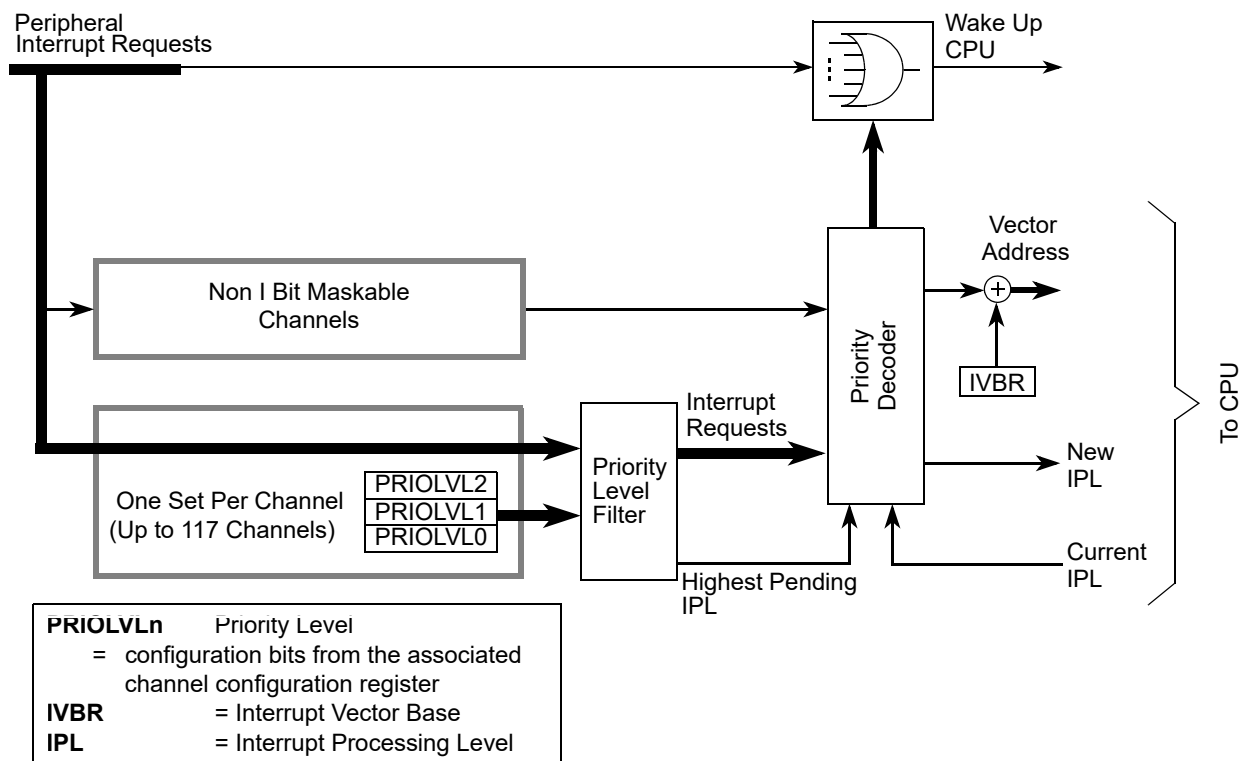 Peripheral
Interrupt Requests
Wake Up
CPU
Vector
Address
Non I Bit Maskable
Channels
Priority
Decoder
IVBR
To CPU
Interrupt
Requests
New
IPL
Priority
Level
Filter
One Set Per Channel
(Up to 117 Channels)
PRIOLVL2
PRIOLVL1
PRIOLVL0
Current
IPL
Highest Pending
IPL
PRIOLVLn Priority Level
= configuration bits from the associated
channel configuration register
IVBR = Interrupt Vector Base
IPL = Interrupt Processing Level